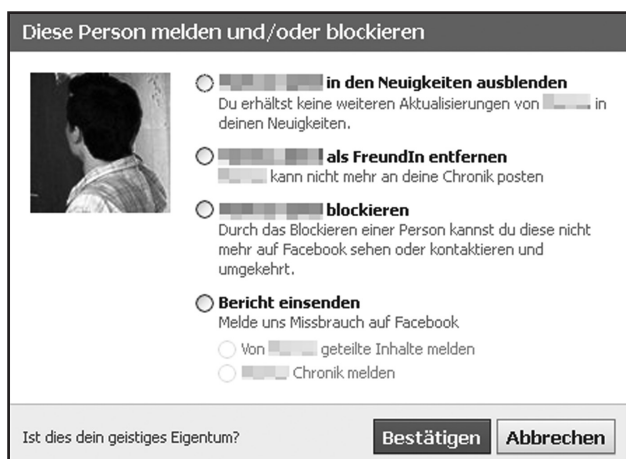 Diese Person melden und/oder blockieren
in den Neuigkeiten ausblenden
Du erhältst keine weiteren Aktualisierungen von in
deinen Neuigkeiten.
als FreundIn entfernen
kann nicht mehr an deine Chronik posten
blockieren
Durch das Blockieren einer Person kannst du diese nicht
mehr auf Facebook sehen oder kontaktieren und
umgekehrt.
Bericht einsenden
Melde uns Missbrauch auf Facebook
Von geteilte Inhalte melden
Chronik melden
Ist dies dein geistiges Eigentum?
Bestätigen Abbrechen